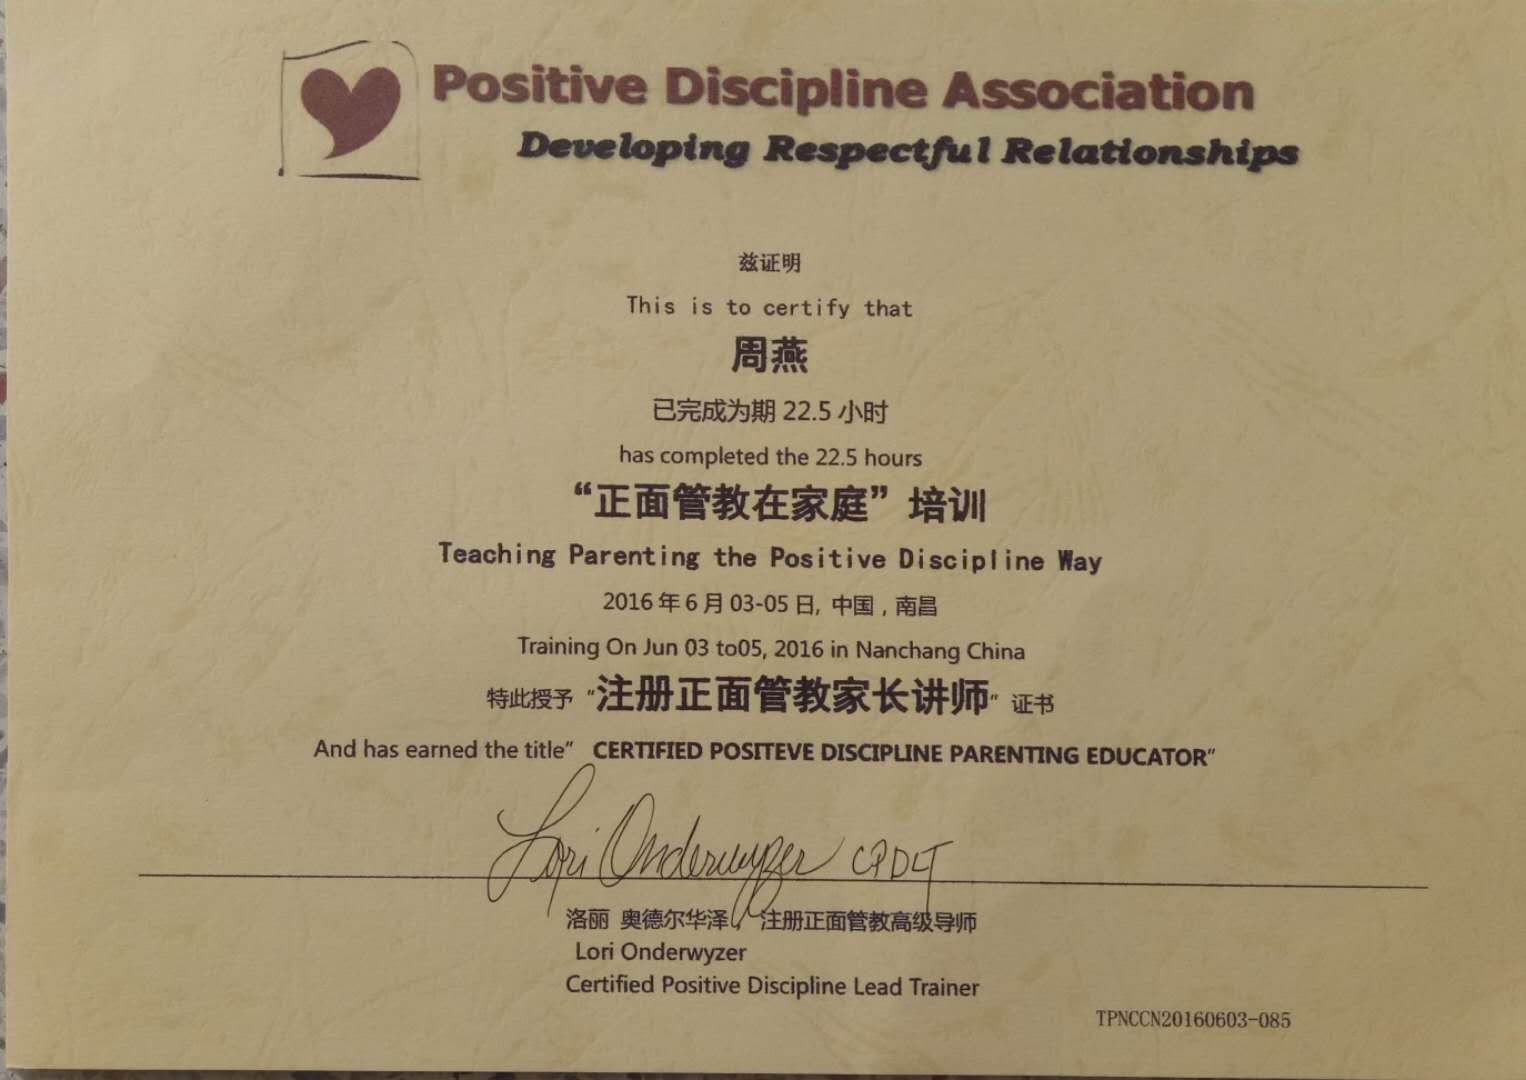 Positive Discipline Association
Developing Respectful Relationships
兹证明
This is to certify that
周燕
已完成为期 22.5 小时
has completed the 22.5 hours
“正面管教在家庭”培训
Teaching Parenting the Positive Discipline Way
2016 年 6 月 03-05 日, 中国，南昌
Training On Jun 03 to05, 2016 in Nanchang China
特此授予 “注册正面管教家长讲师” 证书
And has earned the title” CERTIFIED POSITEVE DISCIPLINE PARENTING EDUCATOR”
Lori Onderwyzer CPDLT
洛丽 奥德尔华泽， 注册正面管教高级导师
Lori Onderwyzer
Certified Positive Discipline Lead Trainer
TPNCCN20160603-085